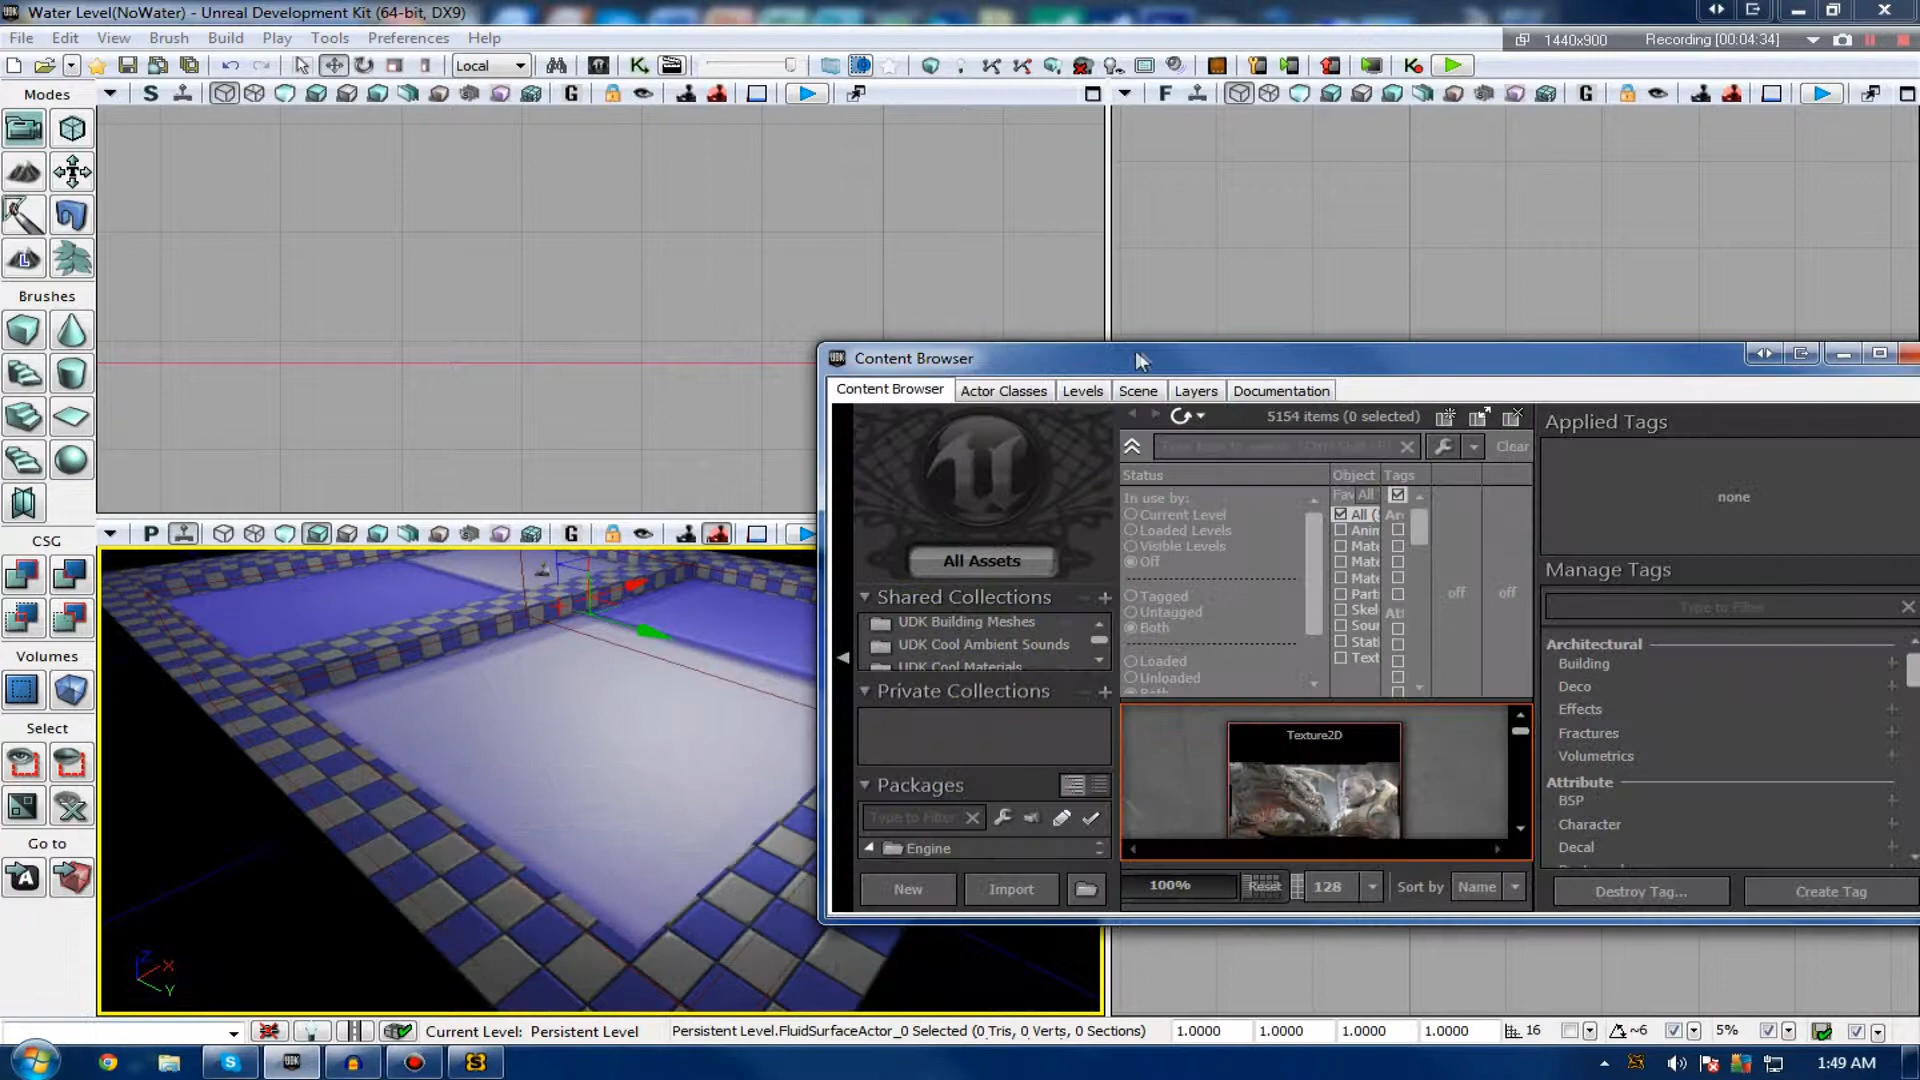 Water Level(NoWater) - Unreal Development Kit (64-bit, DX9)
File Edit View Brush Build Play Tools Preferences Help
1440x900 Recording [00:04:34]
Local
Modes
S G
F G
Brushes
Content Browser
Content Browser Actor Classes Levels Scene Layers Documentation
5154 items (0 selected)
Clear
Applied Tags
none
Status
Object Tags
In use by:
Fav All
Current Level
All (
Loaded Levels
Anim
Visible Levels
Mate
Off
Mate
Mate
Tagged
Part
Untagged
Skel
Both
Sour
Stat
Loaded
Text
Unloaded
Both
off off
All Assets
Shared Collections
UDK Building Meshes
UDK Cool Ambient Sounds
UDK Cool Materials
Private Collections
Packages
Type to Filter
Engine
New Import
Texture2D
100% Reset 128 Sort by Name
Manage Tags
Type to Filter
Architectural
Building
Deco
Effects
Fractures
Volumetrics
Attribute
BSP
Character
Decal
Destroy Tag... Create Tag
P G
CSG
Volumes
Select
Go to
Z X
Y
Current Level: Persistent Level
Persistent Level.FluidSurfaceActor_0 Selected (0 Tris, 0 Verts, 0 Sections)
1.0000 1.0000 1.0000 1.0000 16 ~6 5%
1:49 AM